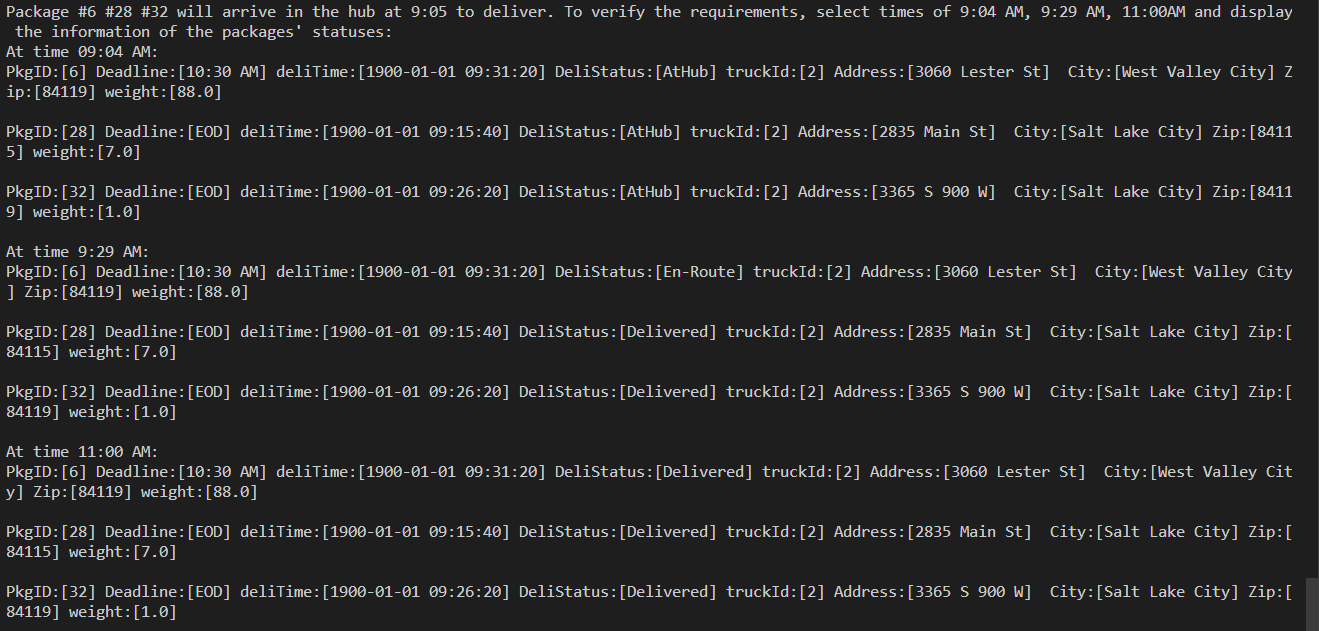 Package #6 #28 #32 will arrive in the hub at 9:05 to deliver. To verify the requirements, select times of 9:04 AM, 9:29 AM, 11:00AM and display
 the information of the packages' statuses:
At time 09:04 AM:
PkgID:[6] Deadline:[10:30 AM] deliTime:[1900-01-01 09:31:20] DeliStatus:[AtHub] truckId:[2] Address:[3060 Lester St]  City:[West Valley City] Z
ip:[84119] weight:[88.0]
PkgID:[28] Deadline:[EOD] deliTime:[1900-01-01 09:15:40] DeliStatus:[AtHub] truckId:[2] Address:[2835 Main St]  City:[Salt Lake City] Zip:[8411
5] weight:[7.0]
PkgID:[32] Deadline:[EOD] deliTime:[1900-01-01 09:26:20] DeliStatus:[AtHub] truckId:[2] Address:[3365 S 900 W]  City:[Salt Lake City] Zip:[8411
9] weight:[1.0]
At time 9:29 AM:
PkgID:[6] Deadline:[10:30 AM] deliTime:[1900-01-01 09:31:20] DeliStatus:[En-Route] truckId:[2] Address:[3060 Lester St]  City:[West Valley City
] Zip:[84119] weight:[88.0]
PkgID:[28] Deadline:[EOD] deliTime:[1900-01-01 09:15:40] DeliStatus:[Delivered] truckId:[2] Address:[2835 Main St]  City:[Salt Lake City] Zip:[
84115] weight:[7.0]
PkgID:[32] Deadline:[EOD] deliTime:[1900-01-01 09:26:20] DeliStatus:[Delivered] truckId:[2] Address:[3365 S 900 W]  City:[Salt Lake City] Zip:[
84119] weight:[1.0]
At time 11:00 AM:
PkgID:[6] Deadline:[10:30 AM] deliTime:[1900-01-01 09:31:20] DeliStatus:[Delivered] truckId:[2] Address:[3060 Lester St]  City:[West Valley Cit
y] Zip:[84119] weight:[88.0]
PkgID:[28] Deadline:[EOD] deliTime:[1900-01-01 09:15:40] DeliStatus:[Delivered] truckId:[2] Address:[2835 Main St]  City:[Salt Lake City] Zip:[
84115] weight:[7.0]
PkgID:[32] Deadline:[EOD] deliTime:[1900-01-01 09:26:20] DeliStatus:[Delivered] truckId:[2] Address:[3365 S 900 W]  City:[Salt Lake City] Zip:[
84119] weight:[1.0]